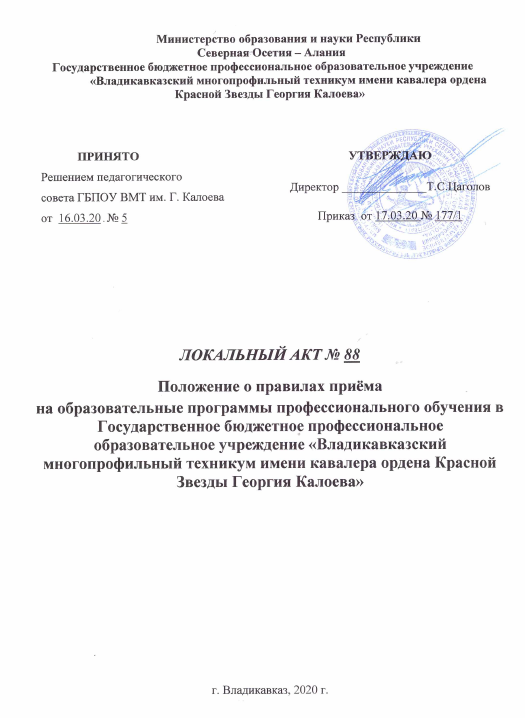 Министерство образования и науки Республики
Северная Осетия – Алания
Государственное бюджетное профессиональное образовательное учреждение
«Владикавказский многопрофильный техникум имени кавалера ордена
Красной Звезды Георгия Калоева»
ПРИНЯТО
Решением педагогического
совета ГБПОУ ВМТ им. Г. Калоева
от 16.03.20. № 5
УТВЕРЖДАЮ
Директор ______________Т.С.Цаголов
Приказ от 17.03.20 № 177/1
ЛОКАЛЬНЫЙ АКТ № 88
Положение о правилах приёма
на образовательные программы профессионального обучения в
Государственное бюджетное профессиональное
образовательное учреждение «Владикавказский
многопрофильный техникум имени кавалера ордена Красной
Звезды Георгия Калоева»
г. Владикавказ, 2020 г.